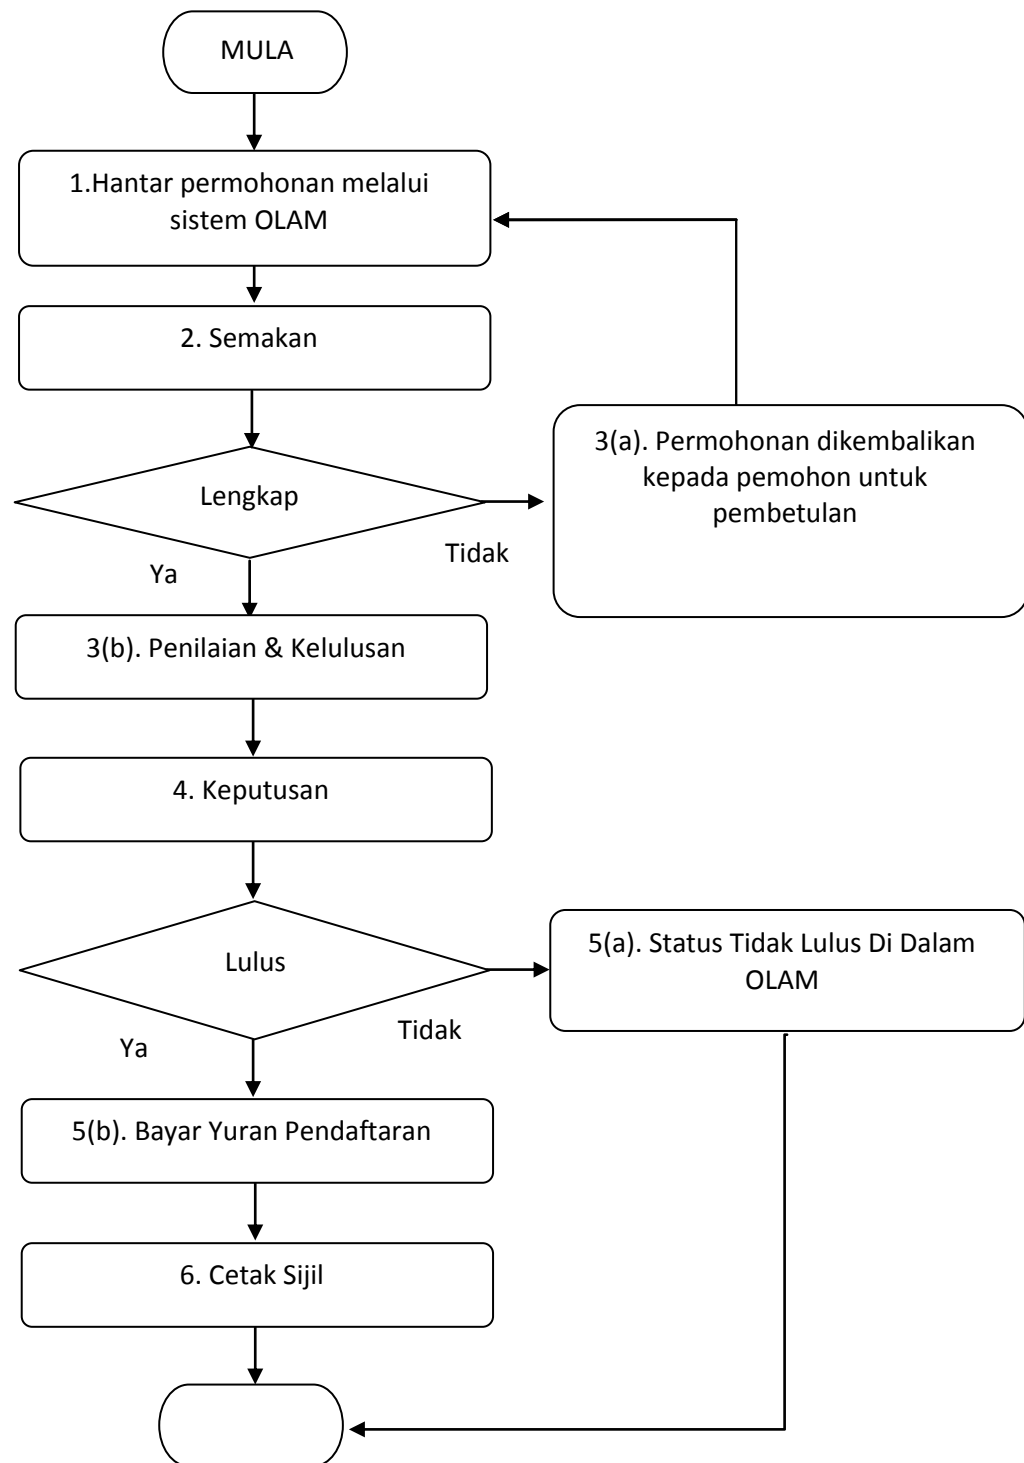 MULA
1.Hantar permohonan melalui
sistem OLAM
2. Semakan
3(a). Permohonan dikembalikan
kepada pemohon untuk
pembetulan
Lengkap
Tidak
Ya
3(b). Penilaian & Kelulusan
4. Keputusan
Lulus
5(a). Status Tidak Lulus Di Dalam
OLAM
Tidak
Ya
5(b). Bayar Yuran Pendaftaran
6. Cetak Sijil